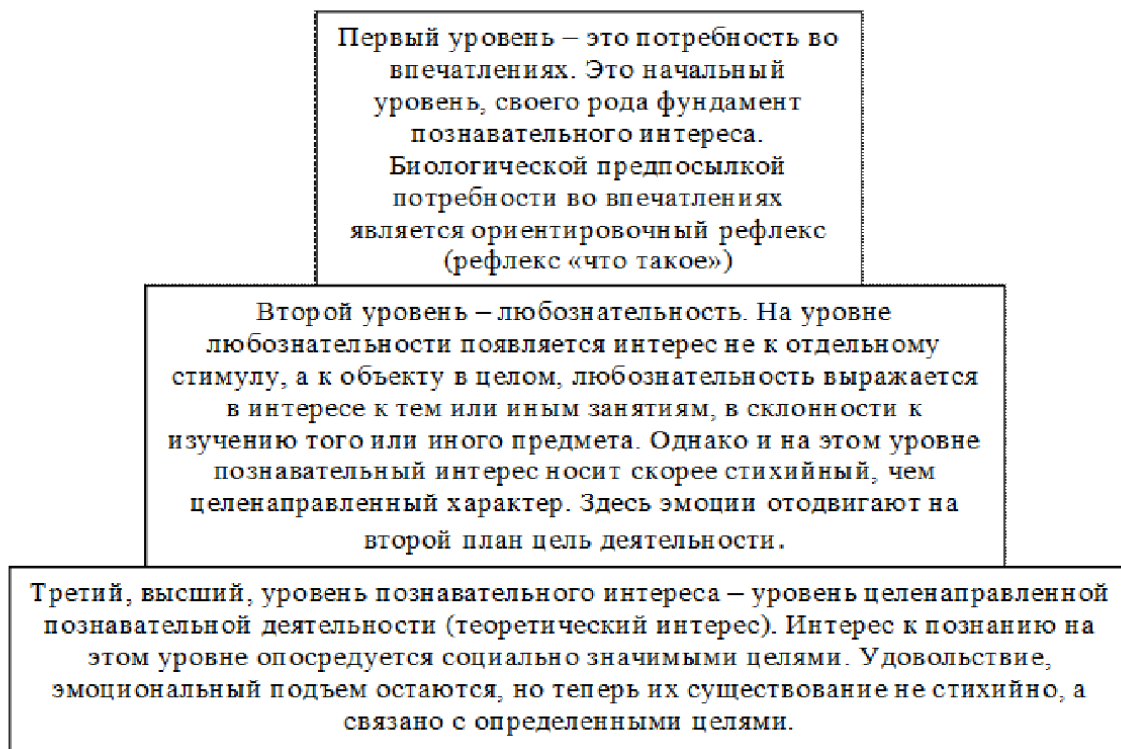 Первый уровень – это потребность во
впечатлениях. Это начальный
уровень, своего рода фундамент
познавательного интереса.
Биологической предпосылкой
потребности во впечатлениях
является ориентировочный рефлекс
(рефлекс «что такое»)
Второй уровень – любознательность. На уровне
любознательности появляется интерес не к отдельному
стимулу, а к объекту в целом, любознательность выражается
в интересе к тем или иным занятиям, в склонности к
изучению того или иного предмета. Однако и на этом уровне
познавательный интерес носит скорее стихийный, чем
целенаправленный характер. Здесь эмоции отодвигают на
второй план цель деятельности.
Третий, высший, уровень познавательного интереса – уровень целенаправленной
познавательной деятельности (теоретический интерес). Интерес к познанию на
этом уровне опосредуется социально значимыми целями. Удовольствие,
эмоциональный подъем остаются, но теперь их существование не стихийно, а
связано с определенными целями.